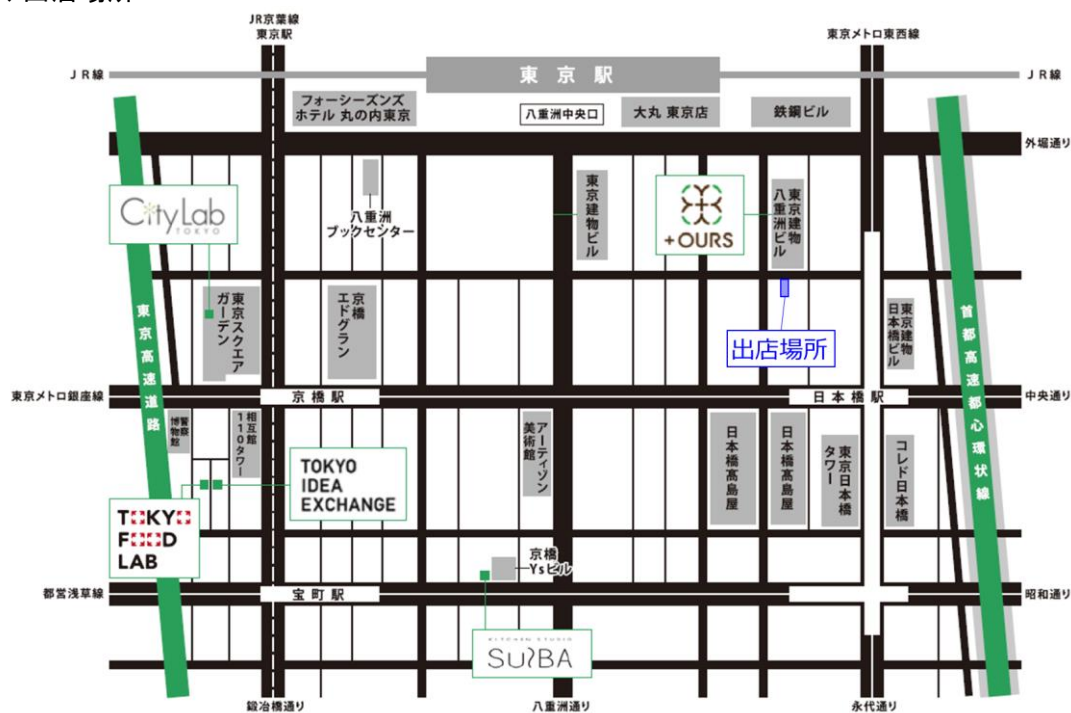 出店場所
JR京葉線
東京駅
東京メトロ東西線
JR線
東京駅
JR線
フォーシーズンズ
ホテル 丸の内東京
八重洲中央口
大丸 東京店
鉄鋼ビル
外堀通り
CityLab
TOKYO
八重洲
ブックセンター
東京建物ビル
+OURS
東京建物
八重洲ビル
東京高速道路
東京スクエア
ガーデン
京橋
エドグラン
出店場所
東京建物
日本橋ビル
首都高速都心環状線
東京メトロ銀座線
京橋駅
日本橋駅
中央通り
警察
博物館
相互館
110タワー
TOKYO
IDEA
EXCHANGE
アーティゾン
美術館
日本橋高島屋
日本橋高島屋
東京日本橋
タワー
コレド日本橋
TOKYO
FOOD
LAB
京橋
Ysビル
都営浅草線
宝町駅
昭和通り
KITCHEN STUDIO
SUIBA
鍛冶橋通り
八重洲通り
永代通り